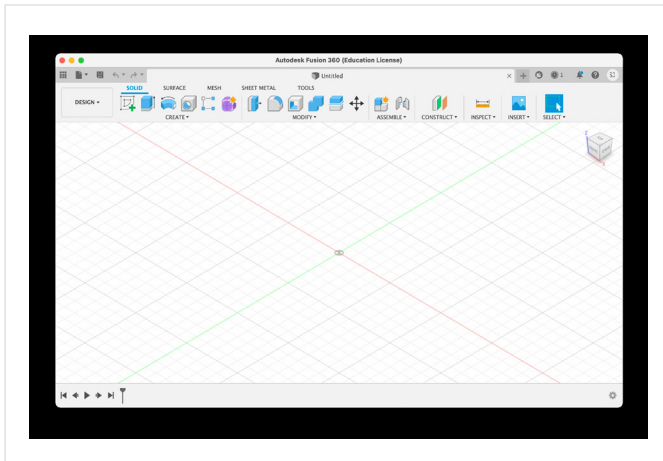 Autodesk Fusion 360 (Education License)
Untitled
SOLID SURFACE MESH SHEET METAL TOOLS
DESIGN
CREATE MODIFY ASSEMBLE CONSTRUCT INSPECT INSERT SELECT